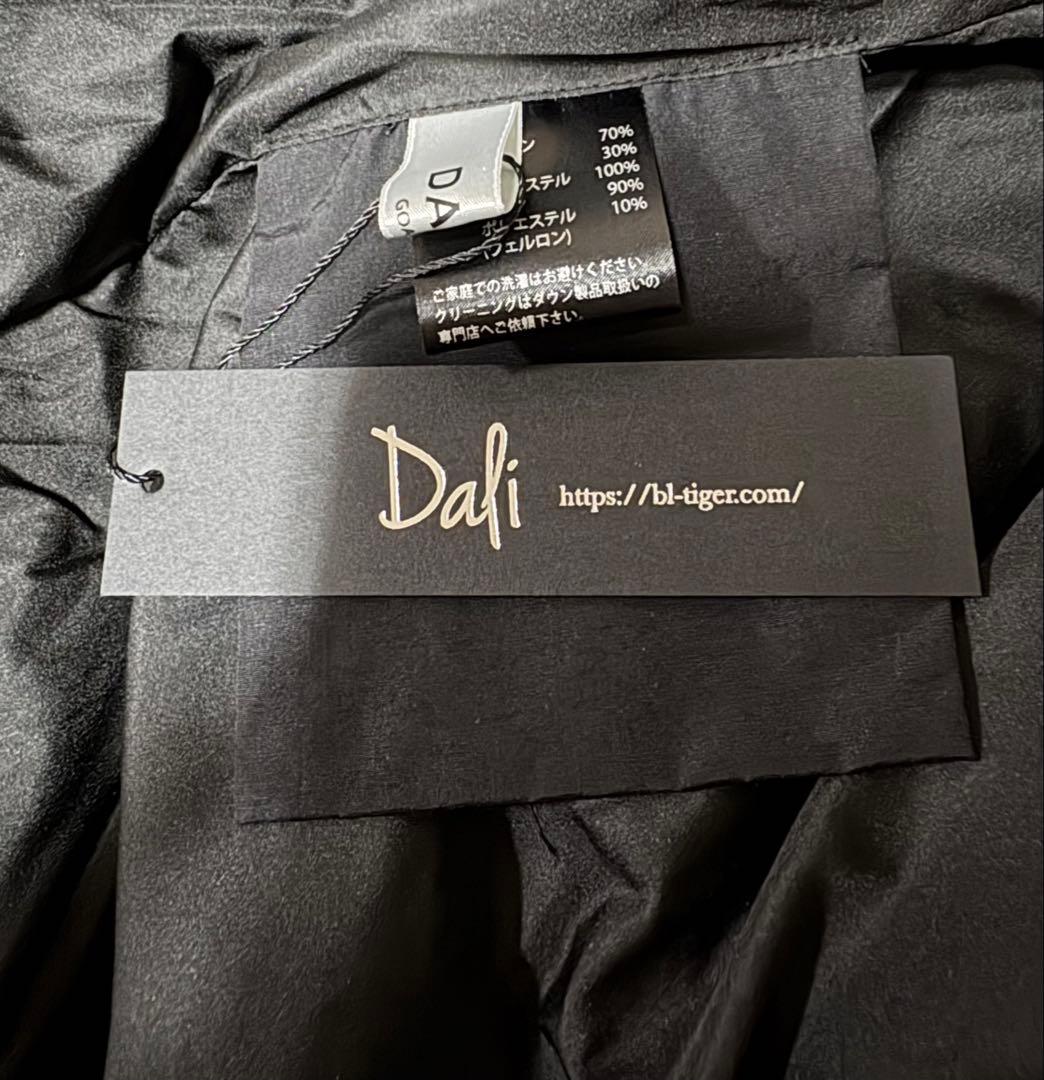 DA
GOA
ン 70%
30%
ステル 100%
90%
ポリエステル 10%
(ウェルロン)
ご家庭での洗濯はお避けください。
クリーニングはダウン製品取扱いの
専門店へご依頼下さい。
Dali https://bl-tiger.com/